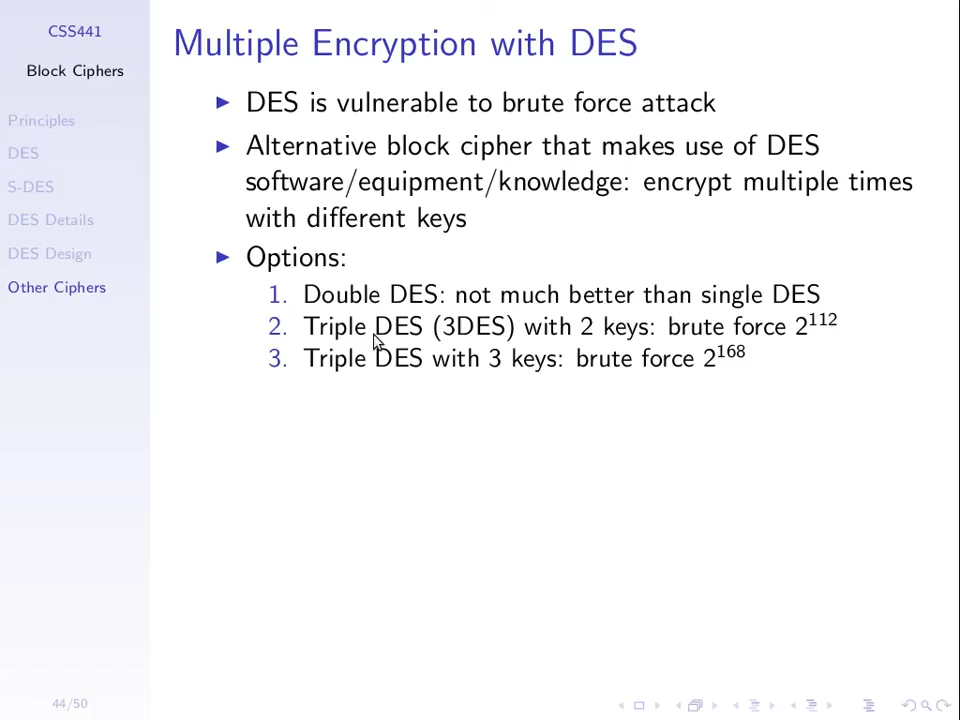 CSS441
Block Ciphers
Principles
DES
S-DES
DES Details
DES Design
Other Ciphers
44/50
Multiple Encryption with DES
DES is vulnerable to brute force attack
Alternative block cipher that makes use of DES
software/equipment/knowledge: encrypt multiple times
with different keys
Options:
1. Double DES: not much better than single DES
2. Triple DES (3DES) with 2 keys: brute force 2^112
3. Triple DES with 3 keys: brute force 2^168